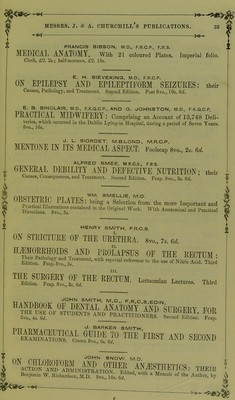 MESSRS. J. & A. CHURCHILL'S PUBLICATIONS. 33
FRANCIS SIBSON, M.D., F.R.C.P., F.R.S.
MEDICAL ANATOMY. With 21 coloured Plates. Imperial folio.
Cloth, £2. 2s.; half-morocco, £2. 10s.
E. H. SIEVEKING, M.D., F.R.C.P.
ON EPILEPSY AND EPILEPTIFORM SEIZURES: their
Causes, Pathology, and Treatment. Second Edition. Post 8vo., 10s. 6d.
E. B. SINCLAIR, M.D., F.K.Q.C.P., AND G. JOHNSTON, M.D., F.K.Q.C.P.
PRACTICAL MIDWIFERY: Comprising an Account of 13,748 Deli-
veries, which occurred in the Dublin Lying-in Hospital, during a period of Seven Years.
8vo., 10s.
J. L. SIORDET, M.B.LOND., M.R.C.P.
MENTONE IN ITS MEDICAL ASPECT. Foolscap 8vo., 2s. 6d.
ALFRED SMEE, M.R.C.S., F.R.S.
GENERAL DEBILITY AND DEFECTIVE NUTRITION; their
Causes, Consequences, and Treatment. Second Edition. Fcap. 8vo., 3s. 6d.
WM. SMELLIE, M.D.
OBSTETRIC PLATES: being a Selection from the more Important and
Practical Illustrations contained in the Original Work. With Anatomical and Practical
Directions. 8vo., 5s.
HENRY SMITH, F.R.C.S.
I.
ON STRICTURE OF THE URETHRA. 8vo., 7s. 6d.
II.
HÆMORRHOIDS AND PROLAPSUS OF THE RECTUM:
Their Pathology and Treatment, with especial reference to the use of Nitric Acid. Third
Edition. Fcap. 8vo., 3s.
III.
THE SURGERY OF THE RECTUM. Lettsomian Lectures. Third
Edition. Fcap. 8vo., 3s. 6d.
JOHN SMITH, M.D., F.R.C.S.EDIN.
HANDBOOK OF DENTAL ANATOMY AND SURGERY, FOR
THE USE OF STUDENTS AND PRACTITIONERS. Second Edition. Fcap.
8vo., 4s. 6d.
J. BARKER SMITH.
PHARMACEUTICAL GUIDE TO THE FIRST AND SECOND
EXAMINATIONS. Crown 8vo., 6s. 6d.
JOHN SNOW, M.D.
ON CHLOROFORM AND OTHER ANÆSTHETICS: THEIR
ACTION AND ADMINISTRATION. Edited, with a Memoir of the Author, by
Benjamin W. Richardson, M.D. 8vo., 10s. 6d.